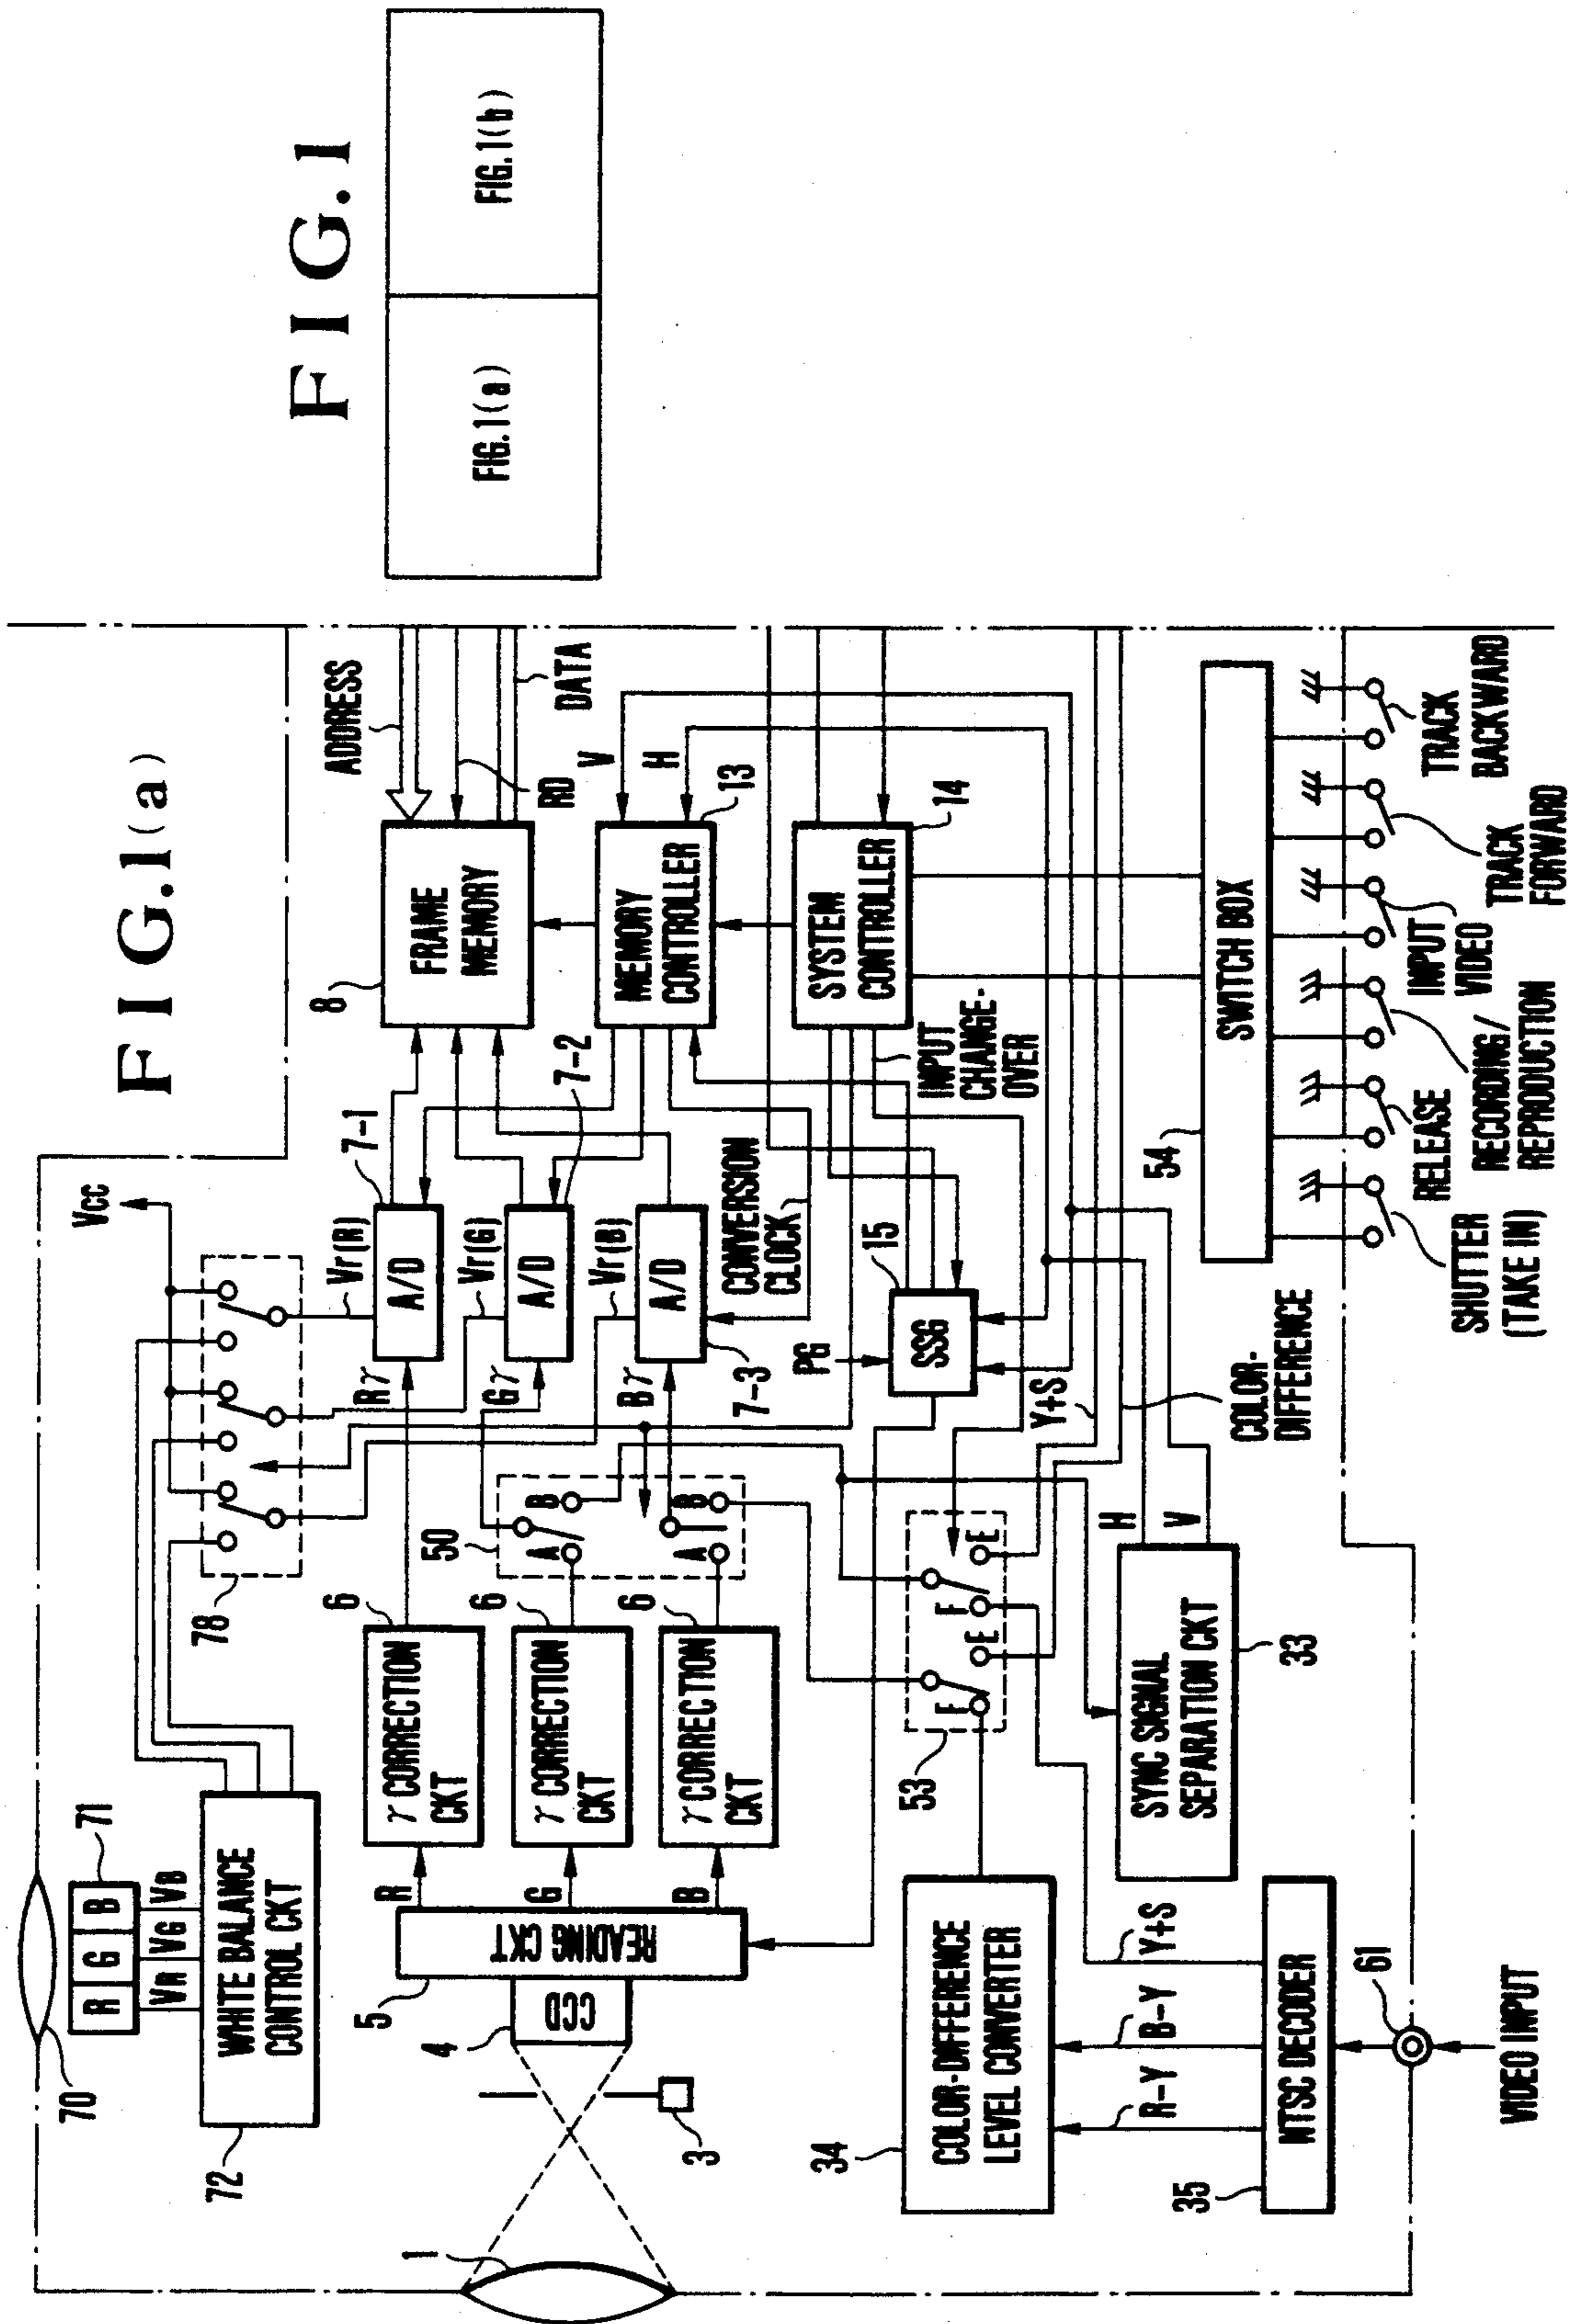 FIG.1(a)
FIG.1
FIG.1(a)
FIG.1(b)
70
R
G
B
71
VR
VG
VB
72
WHITE BALANCE
CONTROL CKT
78
Vcc
1
3
4
CCD
5
READING CKT
R
G
B
6
γ CORRECTION
CKT
6
γ CORRECTION
CKT
6
γ CORRECTION
CKT
50
A
B
A
B
Rγ
Gγ
Bγ
Vr(R)
Vr(G)
Vr(B)
A/D
7-1
A/D
7-2
A/D
7-3
CONVERSION
CLOCK
8
FRAME
MEMORY
ADDRESS
RD
DATA
V
H
MEMORY
CONTROLLER
13
SYSTEM
CONTROLLER
14
INPUT
CHANGE-
OVER
PG
15
SSG
Y+S
COLOR-
DIFFERENCE
53
F
E
F
E
34
COLOR-DIFFERENCE
LEVEL CONVERTER
SYNC SIGNAL
SEPARATION CKT
33
H
V
R-Y
B-Y
Y+S
35
NTSC DECODER
61
VIDEO INPUT
54
SWITCH BOX
SHUTTER
(TAKE IN)
RELEASE
RECORDING/
REPRODUCTION
INPUT
VIDEO
TRACK
FORWARD
TRACK
BACKWARD